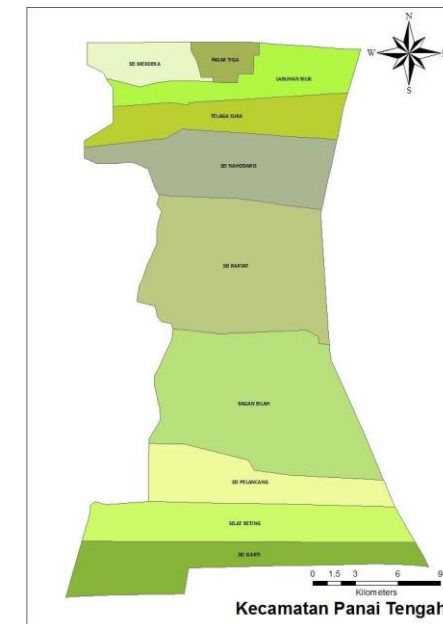 N
W
S
SEI MERDEKA
PASAR TIGA
LABUHAN BILIK
TELAGA SUKA
SEI NAHODARIS
SEI RAKYAT
BAGAN BILAH
SEI PELANCANG
SELAT BETING
SEI SIARTI
0 1,5 3 6 9
Kilometers
Kecamatan Panai Tengah